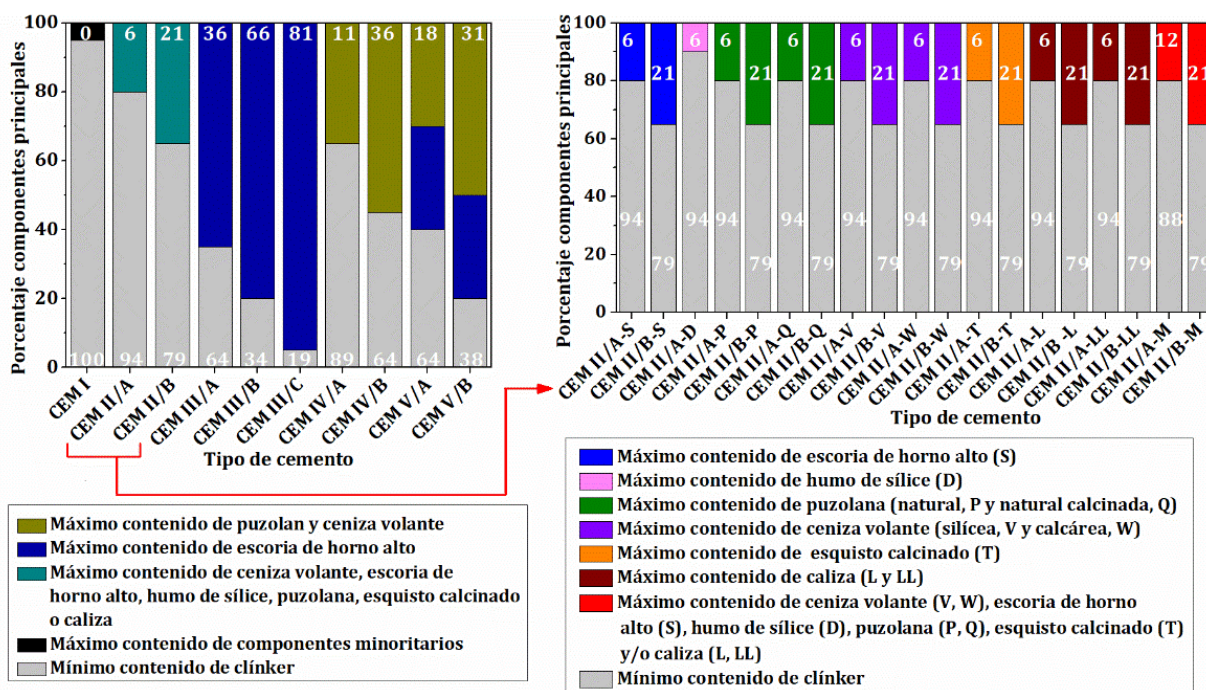 Porcentaje componentes principales
100
80
60
40
20
0
0 6 21 36 66 81 11 36 18 31
100 94 79 64 34 19 89 64 64 38
CEM I
CEM II/A
CEM II/B
CEM III/A
CEM III/B
CEM III/C
CEM IV/A
CEM IV/B
CEM V/A
CEM V/B
Tipo de cemento
Máximo contenido de puzolan y ceniza volante
Máximo contenido de escoria de horno alto
Máximo contenido de ceniza volante, escoria de
horno alto, humo de sílice, puzolana, esquisto calcinado
o caliza
Máximo contenido de componentes minoritarios
Mínimo contenido de clínker
Porcentaje componentes principales
100
80
60
40
20
0
6 21 6 6 21 6 21 6 21 6 21 6 21 6 21 6 21 12 21
94 79 94 94 79 94 79 94 79 94 79 94 79 94 79 94 79 88 79
CEM II/A-S
CEM II/B-S
CEM II/A-D
CEM II/A-P
CEM II/B-P
CEM II/A-Q
CEM II/B-Q
CEM II/A-V
CEM II/B-V
CEM II/A-W
CEM II/B-W
CEM II/A-T
CEM II/B-T
CEM II/A-L
CEM II/B-L
CEM II/A-LL
CEM II/B-LL
CEM II/A-M
CEM II/B-M
Tipo de cemento
Máximo contenido de escoria de horno alto (S)
Máximo contenido de humo de sílice (D)
Máximo contenido de puzolana (natural, P y natural calcinada, Q)
Máximo contenido de ceniza volante (silícea, V y calcárea, W)
Máximo contenido de esquisto calcinado (T)
Máximo contenido de caliza (L y LL)
Máximo contenido de ceniza volante (V, W), escoria de horno
alto (S), humo de sílice (D), puzolana (P, Q), esquisto calcinado (T)
y/o caliza (L, LL)
Mínimo contenido de clínker